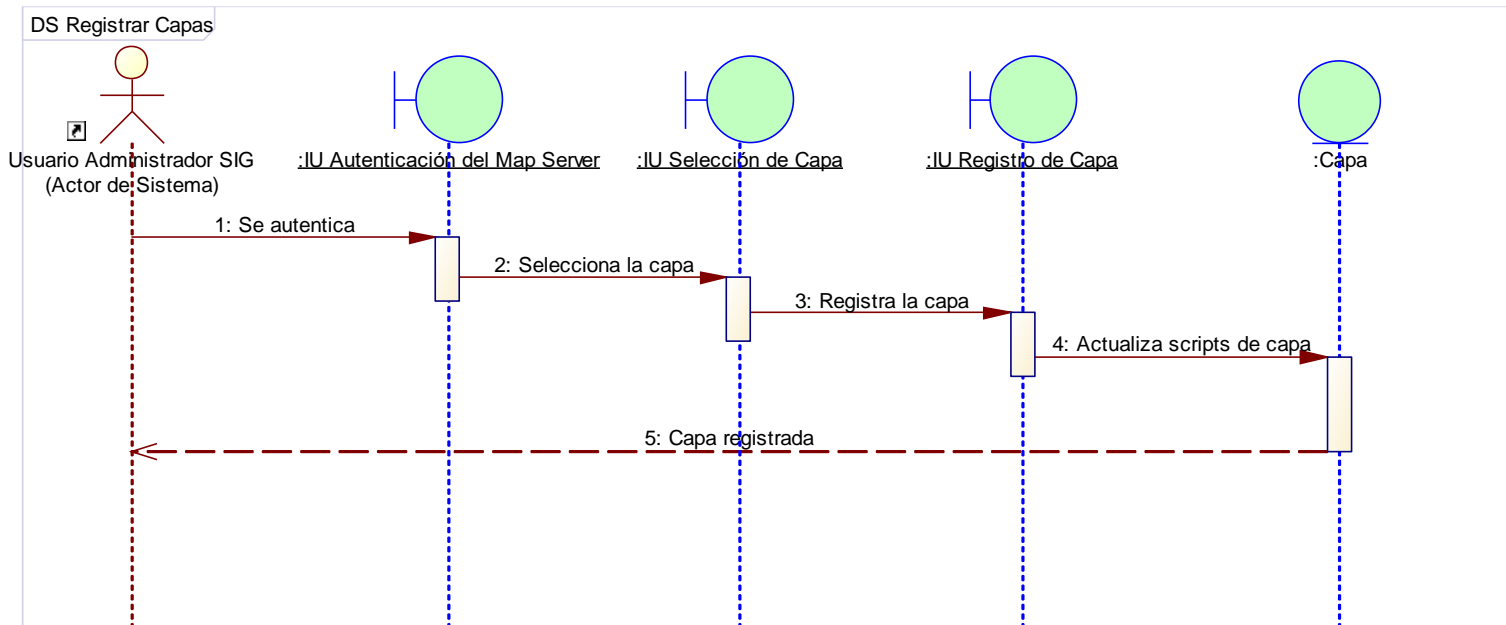 DS Registrar Capas
Usuario Administrador SIG
(Actor de Sistema)
:IU Autenticación del Map Server
:IU Selección de Capa
:IU Registro de Capa
:Capa
1: Se autentica
2: Selecciona la capa
3: Registra la capa
4: Actualiza scripts de capa
5: Capa registrada